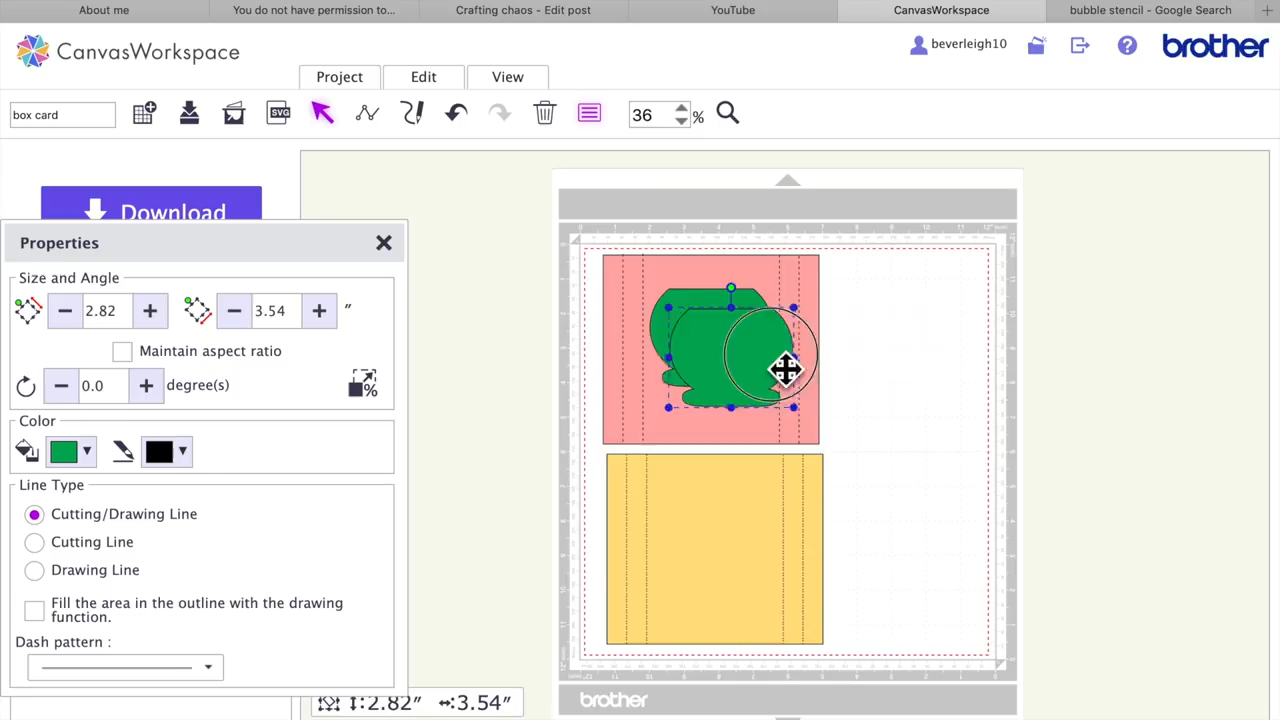 About me
You do not have permission to...
Crafting chaos - Edit post
YouTube
CanvasWorkspace
bubble stencil - Google Search
CanvasWorkspace
beverleigh10
brother
Project
Edit
View
box card
SVG
36
%
Download
Properties
Size and Angle
2.82
3.54
″
Maintain aspect ratio
0.0
degree(s)
%
Color
Line Type
Cutting/Drawing Line
Cutting Line
Drawing Line
Fill the area in the outline with the drawing
function.
Dash pattern :
↕:2.82″ ↔:3.54″
brother